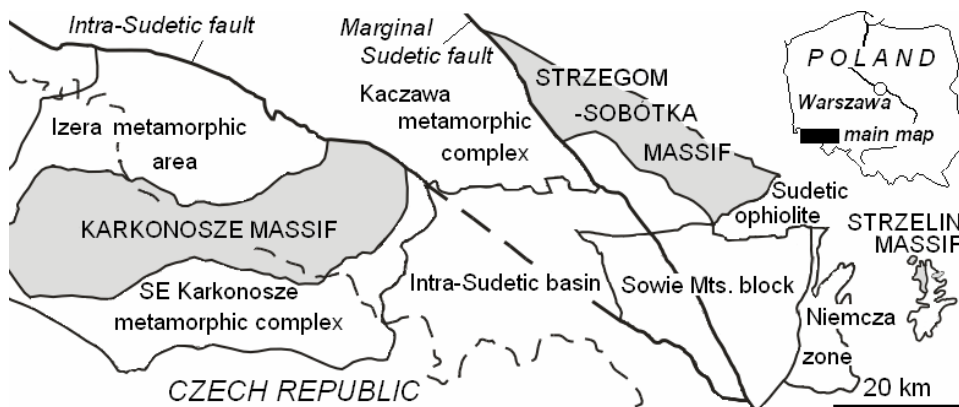 Intra-Sudetic fault
Marginal
Sudetic fault
STRZEGOM
-SOBÓTKA
MASSIF
POLAND
Warszawa
main map
Kaczawa
metamorphic
complex
Izera metamorphic
area
KARKONOSZE MASSIF
Sudetic
ophiolite
STRZELIN
MASSIF
SE Karkonosze
metamorphic complex
Intra-Sudetic basin
Sowie Mts. block
Niemcza
zone
CZECH REPUBLIC
20 km